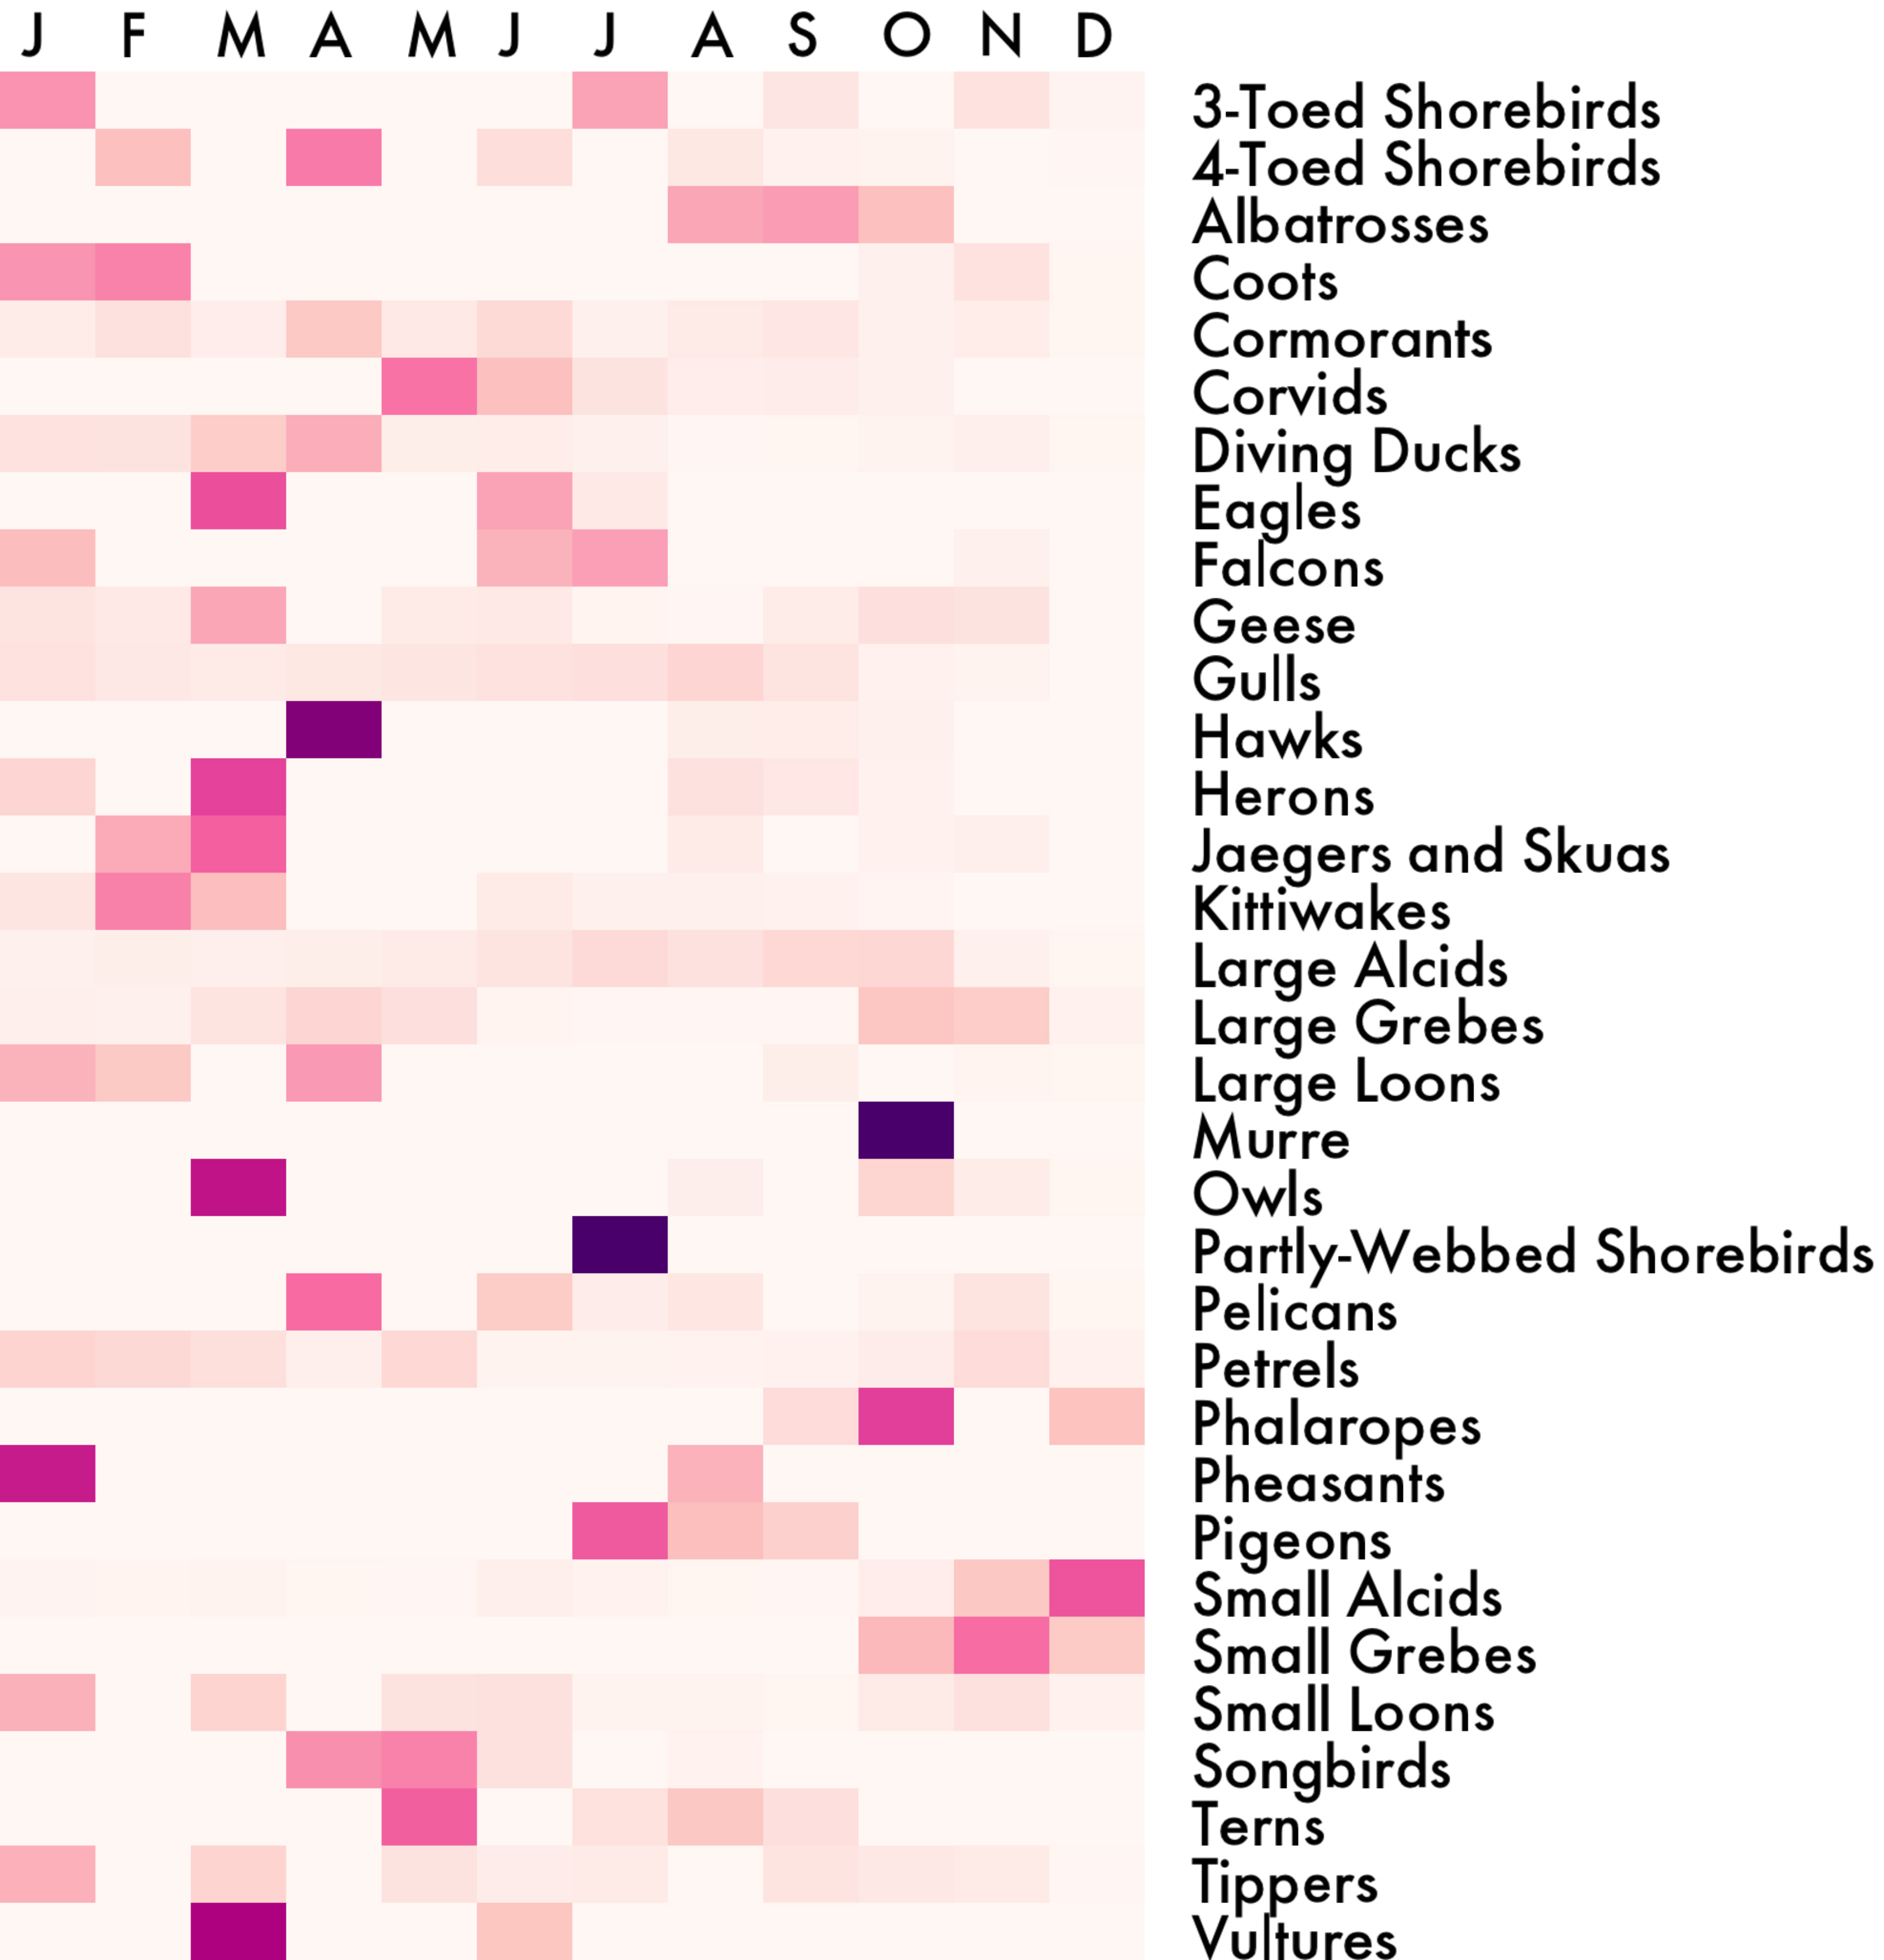 J F M A M J J A S O N D
3-Toed Shorebirds
4-Toed Shorebirds
Albatrosses
Coots
Cormorants
Corvids
Diving Ducks
Eagles
Falcons
Geese
Gulls
Hawks
Herons
Jaegers and Skuas
Kittiwakes
Large Alcids
Large Grebes
Large Loons
Murre
Owls
Partly-Webbed Shorebirds
Pelicans
Petrels
Phalaropes
Pheasants
Pigeons
Small Alcids
Small Grebes
Small Loons
Songbirds
Terns
Tippers
Vultures